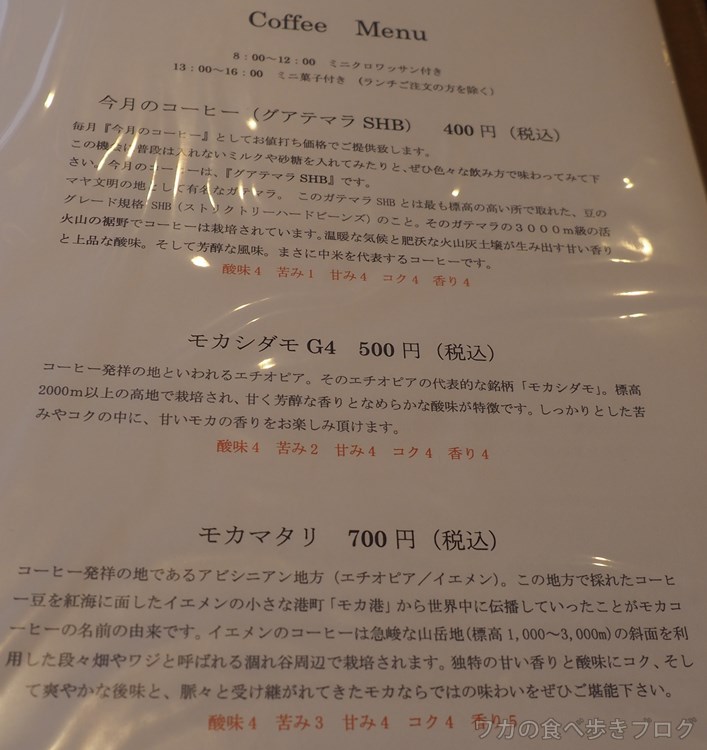 Coffee Menu
8:00～12:00 ミニクロワッサン付き
13:00～16:00 ミニ菓子付き (ランチご注文の方を除く)
今月のコーヒー（グアテマラ SHB） 400 円（税込）
毎月『今月のコーヒー』としてお値打ち価格でご提供致します。
この機会に普段は入れないミルクや砂糖を入れてみたりと、ぜひ色々な飲み方で味わってみて下
さい。今月のコーヒーは、『グアテマラ SHB』です。
マヤ文明の地として有名なガテマラ。 このガテマラ SHB とは最も標高の高い所で取れた、豆の
グレード規格 SHB（ストリクトリーハードビーンズ）のこと。そのガテマラの３０００ｍ級の活
火山の裾野でコーヒーは栽培されています。温暖な気候と肥沃な火山灰土壌が生み出す甘い香り
と上品な酸味。そして芳醇な風味。まさに中米を代表するコーヒーです。
酸味 4 苦み 1 甘み 4 コク 4 香り 4
モカシダモ G4 500 円（税込）
コーヒー発祥の地といわれるエチオピア。そのエチオピアの代表的な銘柄「モカシダモ」。標高
2000ｍ以上の高地で栽培され、甘く芳醇な香りとなめらかな酸味が特徴です。しっかりとした苦
みやコクの中に、甘いモカの香りをお楽しみ頂けます。
酸味 4 苦み 2 甘み 4 コク 4 香り 4
モカマタリ 700 円（税込）
コーヒー発祥の地であるアビシニアン地方（エチオピア／イエメン）。この地方で採れたコーヒ
ー豆を紅海に面したイエメンの小さな港町「モカ港」から世界中に伝播していったことがモカコ
ーヒーの名前の由来です。イエメンのコーヒーは急峻な山岳地(標高 1,000～3,000m)の斜面を利
用した段々畑やワジと呼ばれる涸れ谷周辺で栽培されます。独特の甘い香りと酸味にコク、そし
て爽やかな後味と、脈々と受け継がれてきたモカならではの味わいをぜひご堪能下さい。
酸味 4 苦み 3 甘み 4 コク 4 香り 5
ワカの食べ歩きブログ